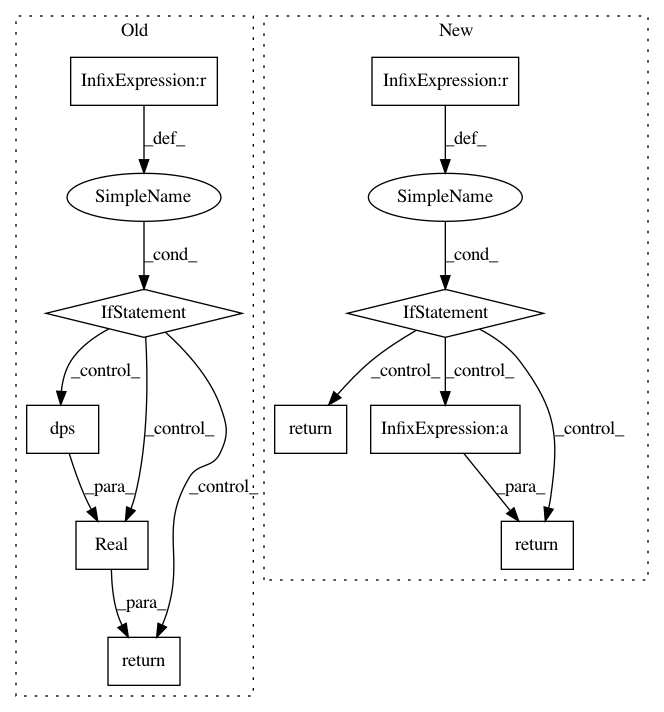 Old
New
InfixExpression:r
InfixExpression:r
_def_
_def_
SimpleName
SimpleName
_cond_
_cond_
IfStatement
IfStatement
_control_
_control_
_control_
_control_
_control_
_control_
dps
return
InfixExpression:a
_para_
_para_
Real
return
_para_
return